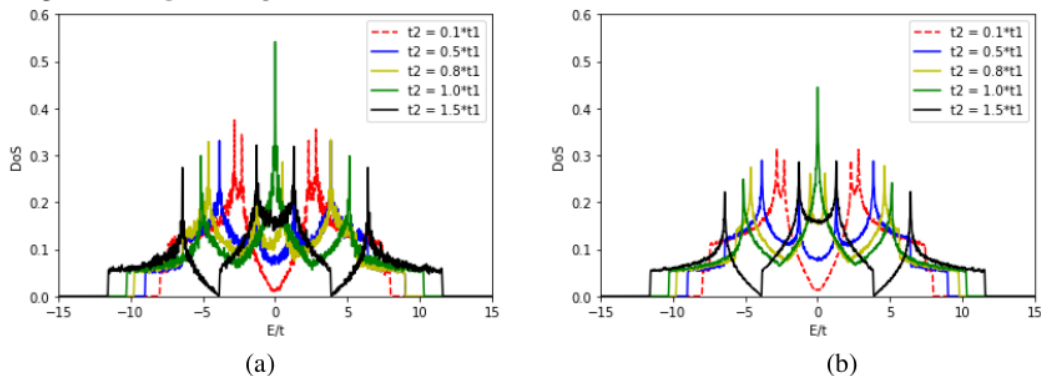 0.6
0.5
0.4
0.3
0.2
0.1
0.0
DoS
−15 −10 −5 0 5 10 15
E/t
t2 = 0.1*t1
t2 = 0.5*t1
t2 = 0.8*t1
t2 = 1.0*t1
t2 = 1.5*t1
(a)
0.6
0.5
0.4
0.3
0.2
0.1
0.0
DoS
−15 −10 −5 0 5 10 15
E/t
t2 = 0.1*t1
t2 = 0.5*t1
t2 = 0.8*t1
t2 = 1.0*t1
t2 = 1.5*t1
(b)